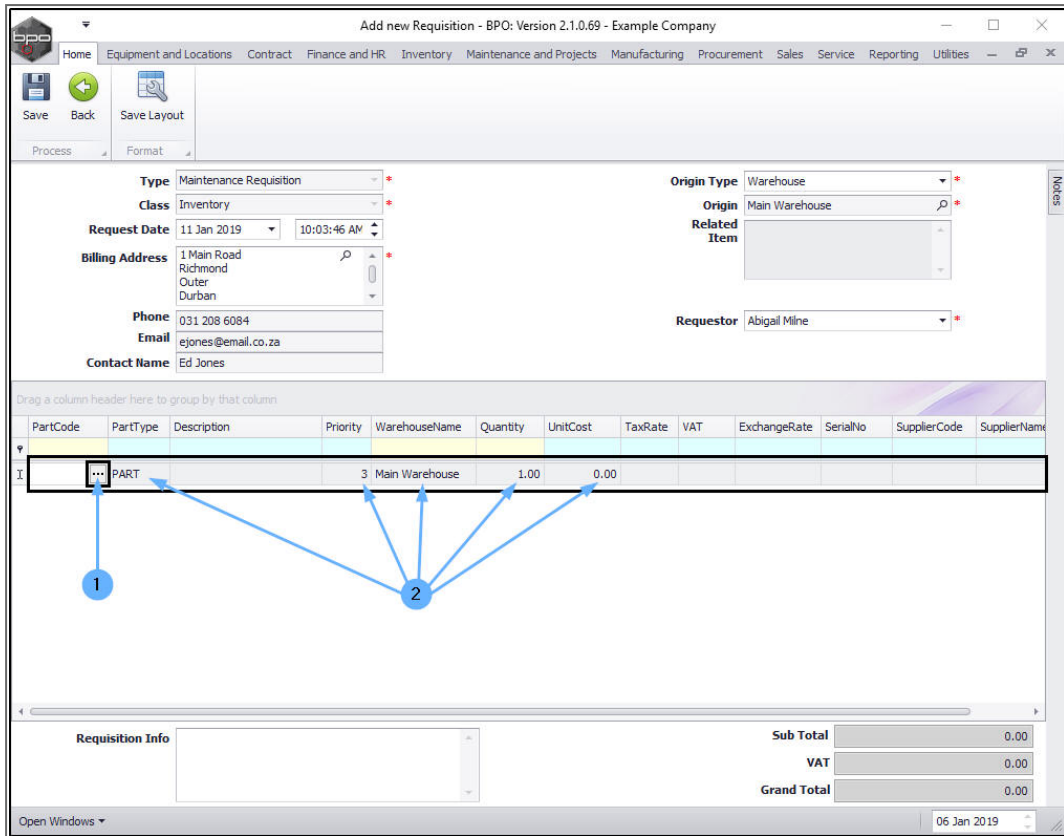 Add new Requisition - BPO: Version 2.1.0.69 - Example Company
bpo
Home Equipment and Locations Contract Finance and HR Inventory Maintenance and Projects Manufacturing Procurement Sales Service Reporting Utilities
Save Back Save Layout
Process Format
Type Maintenance Requisition * Origin Type Warehouse *
Class Inventory * Origin Main Warehouse *
Notes
Request Date 11 Jan 2019 10:03:46 AM Related
Item
Billing Address 1 Main Road *
Richmond
Outer
Durban
Phone 031 208 6084 Requestor Abigail Milne *
Email ejones@email.co.za
Contact Name Ed Jones
Drag a column header here to group by that column
PartCode PartType Description Priority WarehouseName Quantity UnitCost TaxRate VAT ExchangeRate SerialNo SupplierCode SupplierName
I ... PART 3 Main Warehouse 1.00 0.00
1
2
Requisition Info Sub Total 0.00
VAT 0.00
Grand Total 0.00
Open Windows 06 Jan 2019